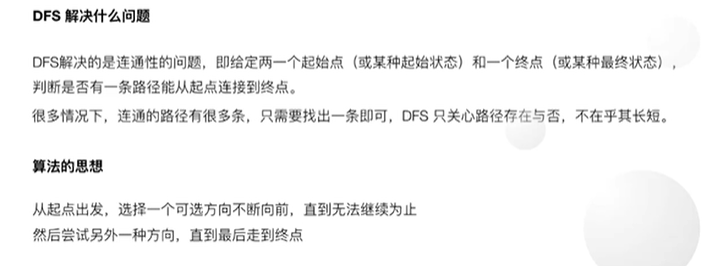 DFS 解决什么问题
DFS解决的是连通性的问题，即给定两一个起始点（或某种起始状态）和一个终点（或某种最终状态），
判断是否有一条路径能从起点连接到终点。
很多情况下，连通的路径有很多条，只需要找出一条即可，DFS 只关心路径存在与否，不在乎其长短。
算法的思想
从起点出发，选择一个可选方向不断向前，直到无法继续为止
然后尝试另外一种方向，直到最后走到终点